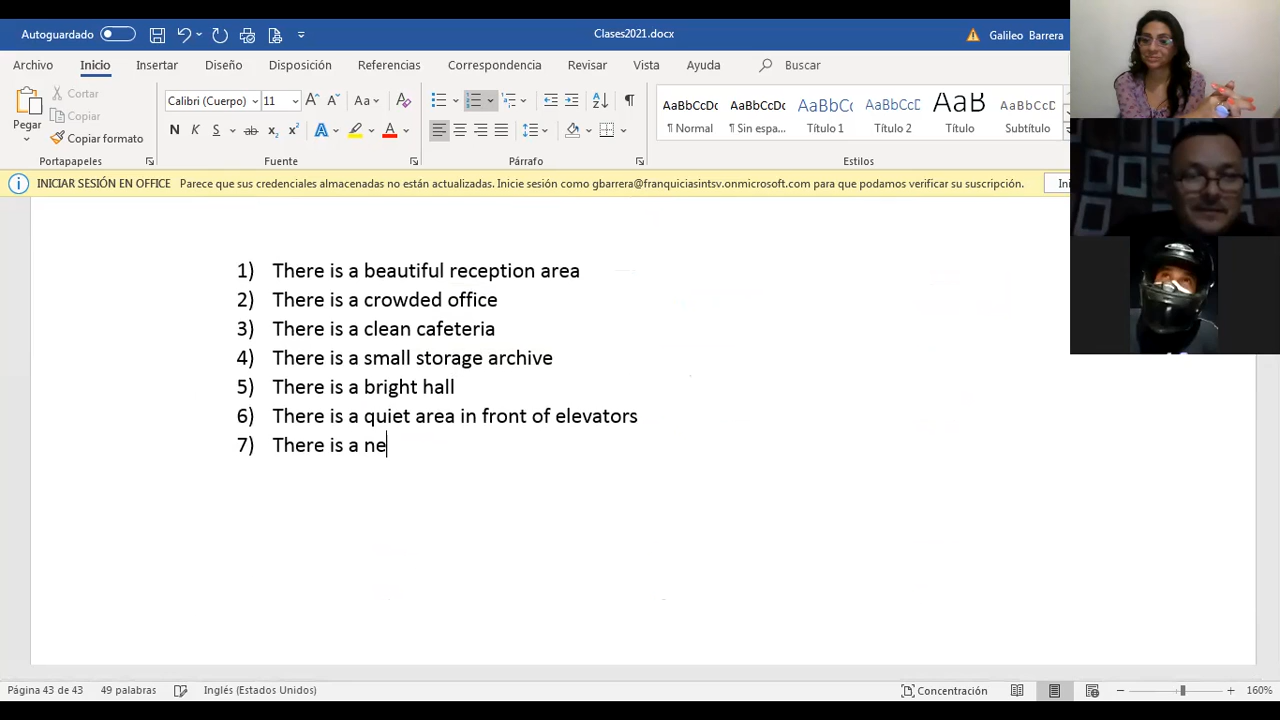 Autoguardado
Clases2021.docx
Galileo Barrera
Archivo Inicio Insertar Diseño Disposición Referencias Correspondencia Revisar Vista Ayuda Buscar
Pegar
Cortar
Copiar
Copiar formato
Calibri (Cuerpo) 11
AaBbCcDc AaBbCcDc AaBbCc AaBbCcD AaB AaBbCcD
¶ Normal ¶ Sin espa... Título 1 Título 2 Título Subtítulo
Portapapeles Fuente Párrafo Estilos
INICIAR SESIÓN EN OFFICE Parece que sus credenciales almacenadas no están actualizadas. Inicie sesión como gbarrera@franquiciasintsv.onmicrosoft.com para que podamos verificar su suscripción.
1) There is a beautiful reception area
2) There is a crowded office
3) There is a clean cafeteria
4) There is a small storage archive
5) There is a bright hall
6) There is a quiet area in front of elevators
7) There is a ne
Página 43 de 43 49 palabras Inglés (Estados Unidos) Concentración 160%